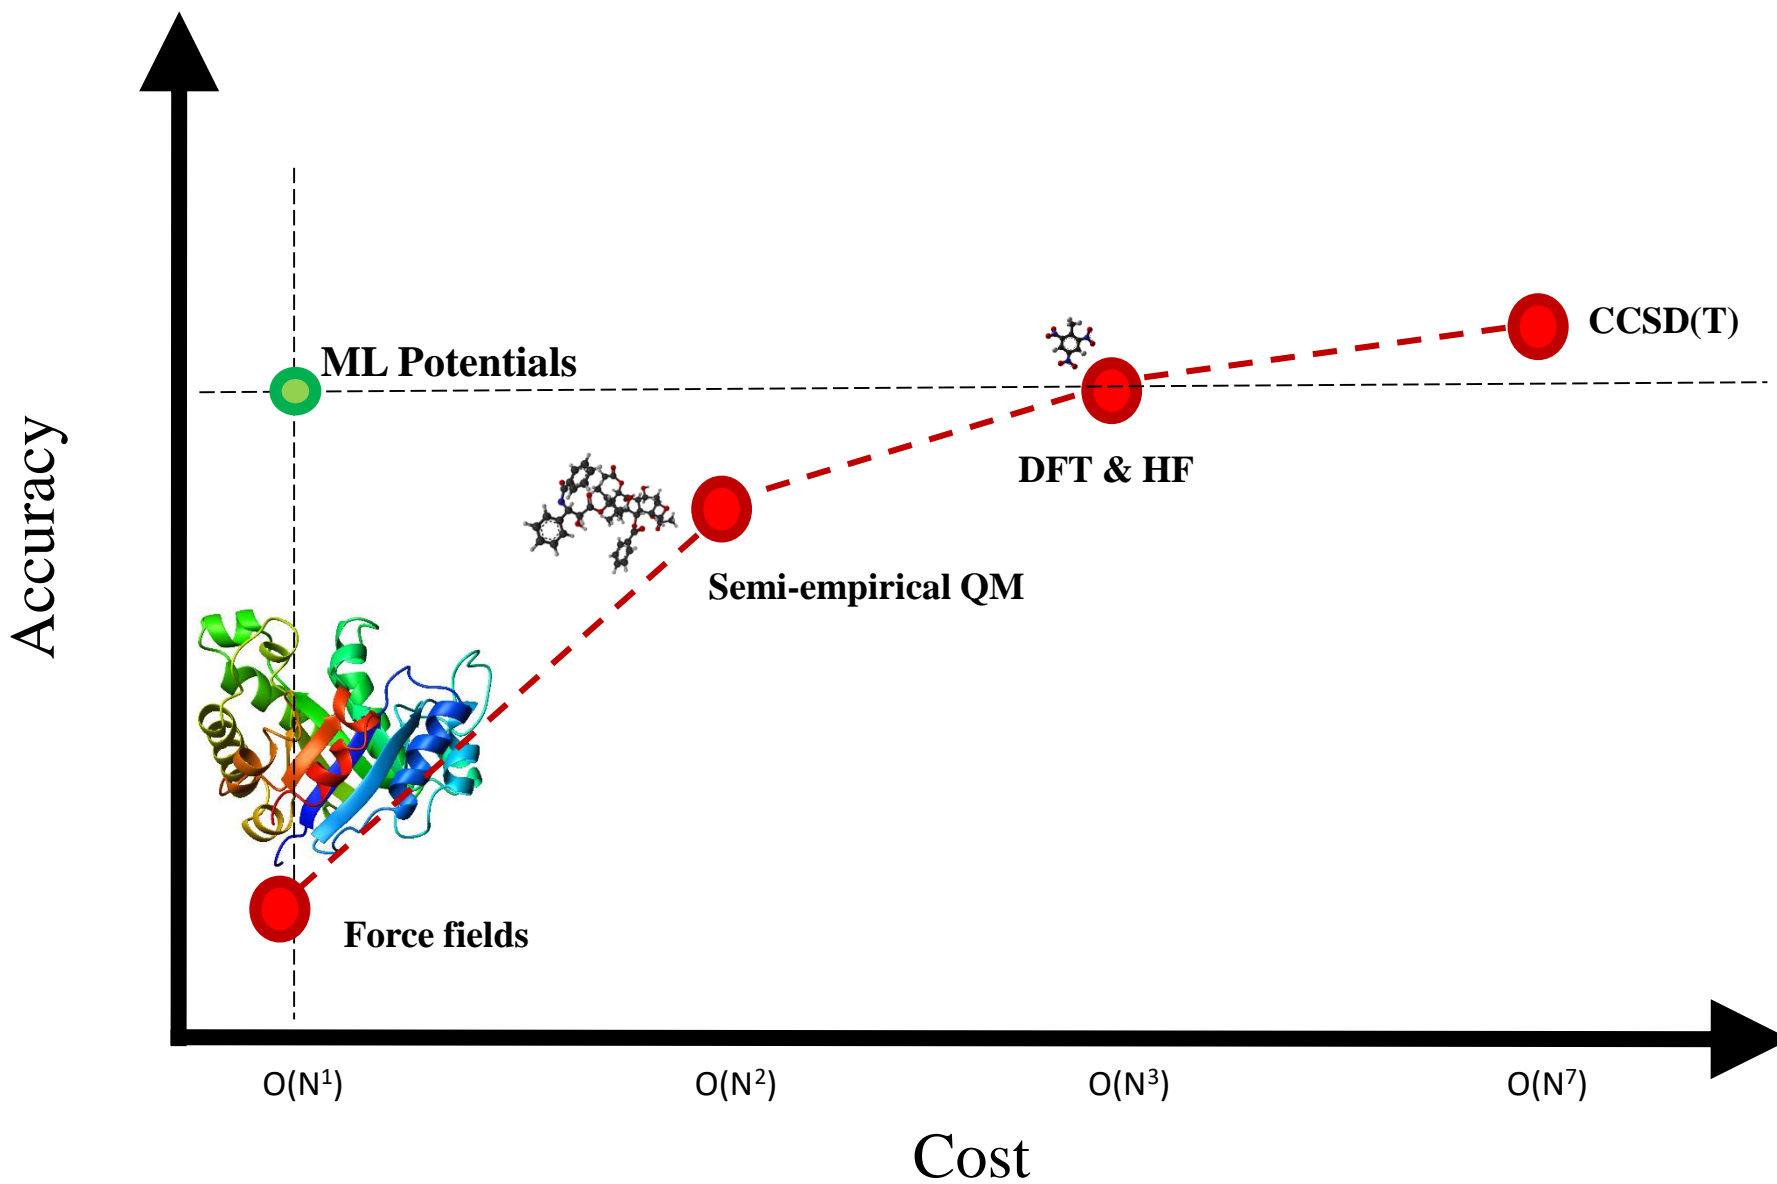 Accuracy
CCSD(T)
ML Potentials
DFT & HF
Semi-empirical QM
Force fields
O(N¹)
O(N²)
O(N³)
O(N⁷)
Cost